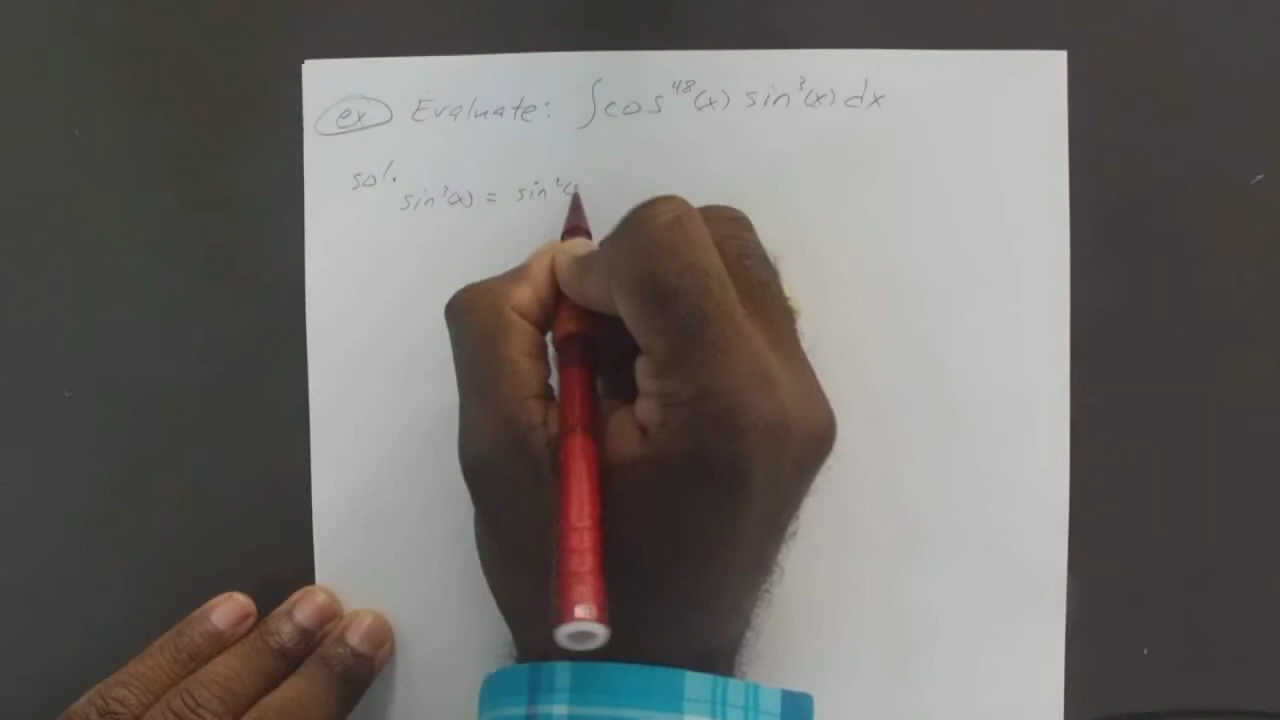 ex Evaluate: ∫cos⁴⁸(x) sin³(x) dx
sol.
sin³(x) = sin²(